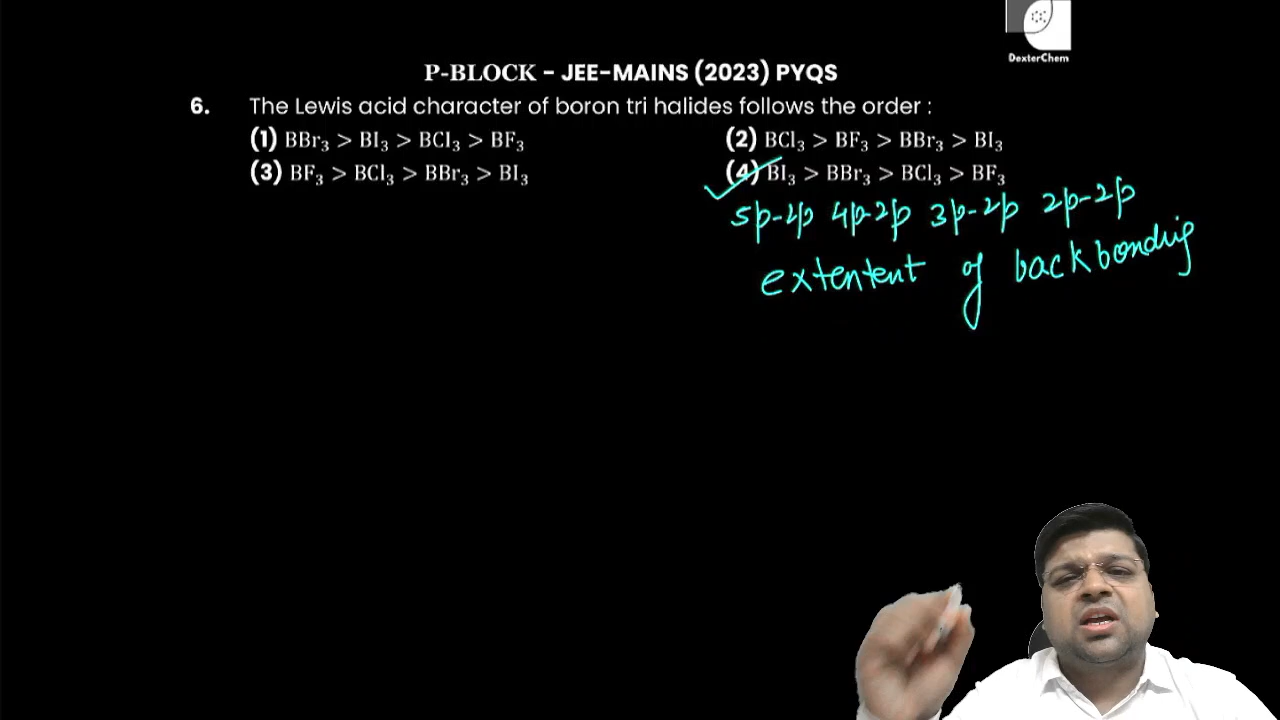 DexterChem
P-BLOCK - JEE-MAINS (2023) PYQS
6. The Lewis acid character of boron tri halides follows the order :
(1) BBr₃ > BI₃ > BCl₃ > BF₃ (2) BCl₃ > BF₃ > BBr₃ > BI₃
(3) BF₃ > BCl₃ > BBr₃ > BI₃ (4) BI₃ > BBr₃ > BCl₃ > BF₃
5p-2p 4p-2p 3p-2p 2p-2p
extentent of backbonding